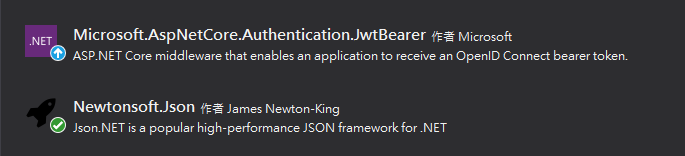 Microsoft.AspNetCore.Authentication.JwtBearer 作者 Microsoft
.NET
ASP.NET Core middleware that enables an application to receive an OpenID Connect bearer token.
Newtonsoft.Json 作者 James Newton-King
Json.NET is a popular high-performance JSON framework for .NET